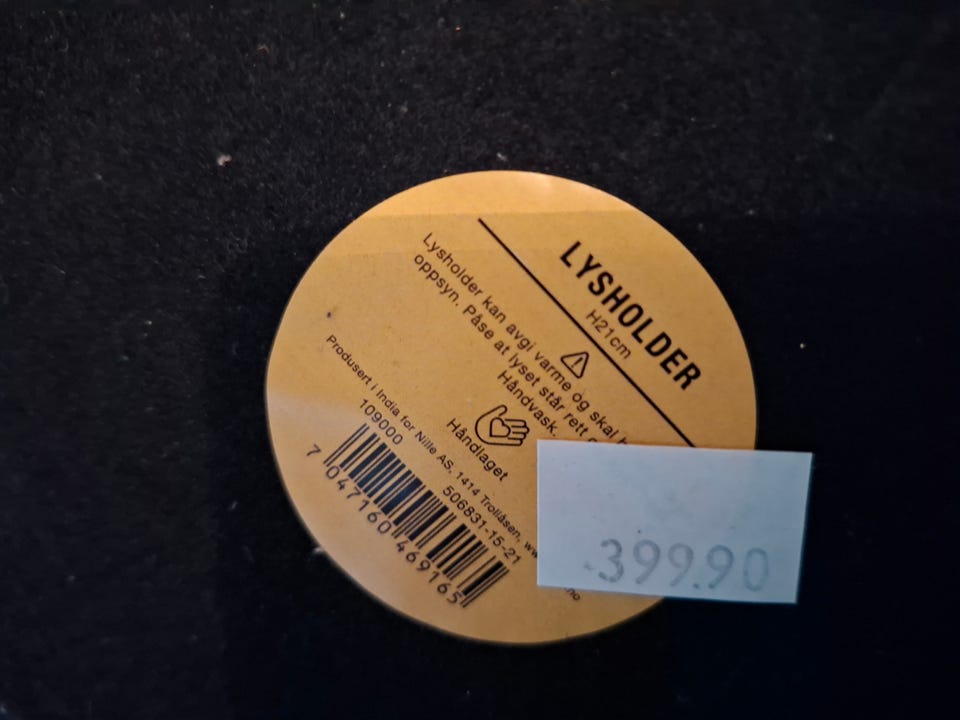 LYSHOLDER
H21cm
Lysholder kan avgi varme og skal
oppsyn. Påse at lyset står rett
Håndvask.
Håndlaget
Produsert i India for Nille AS, 1414 Trollåsen,
109000
506831-15-21
7 047160 469165
399.90